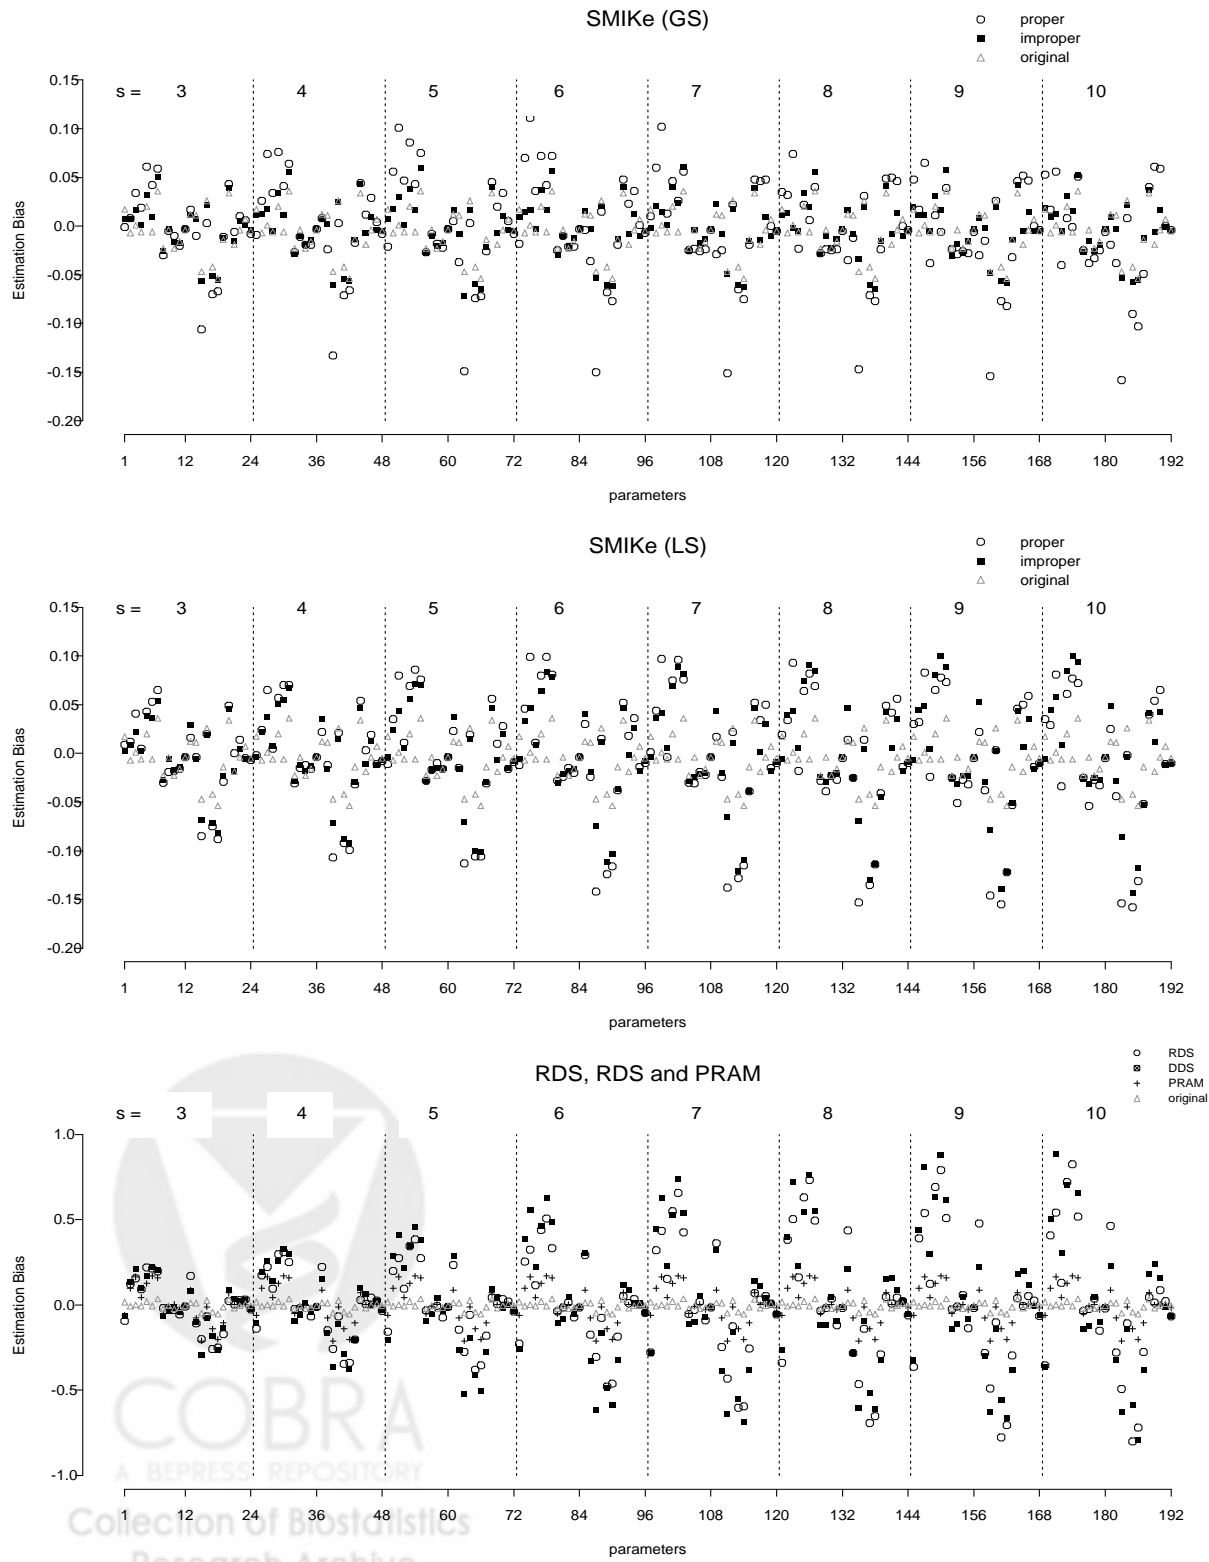 SMIKe (GS)
proper
improper
original
s = 3 4 5 6 7 8 9 10
0.15
0.10
0.05
0.0
-0.05
-0.10
-0.15
-0.20
Estimation Bias
1 12 24 36 48 60 72 84 96 108 120 132 144 156 168 180 192
parameters
SMIKe (LS)
proper
improper
original
s = 3 4 5 6 7 8 9 10
0.15
0.10
0.05
0.0
-0.05
-0.10
-0.15
-0.20
Estimation Bias
1 12 24 36 48 60 72 84 96 108 120 132 144 156 168 180 192
parameters
RDS, RDS and PRAM
RDS
DDS
PRAM
original
s = 3 4 5 6 7 8 9 10
1.0
0.5
0.0
-0.5
-1.0
Estimation Bias
1 12 24 36 48 60 72 84 96 108 120 132 144 156 168 180 192
parameters
COBRA
A BEPRESS REPOSITORY
Collection of Biostatistics
Research Archive